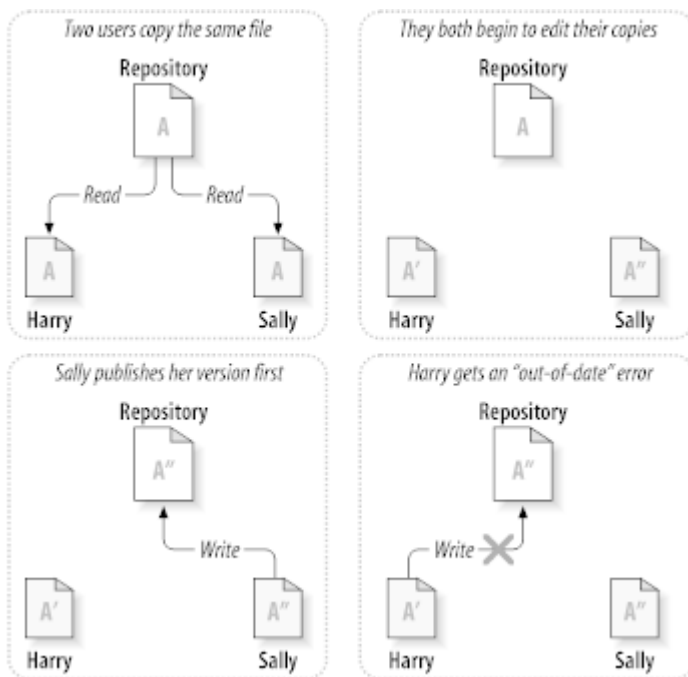 Two users copy the same file
Repository
A
Read
Read
A
A
Harry
Sally
They both begin to edit their copies
Repository
A
A'
A"
Harry
Sally
Sally publishes her version first
Repository
A"
Write
A'
A"
Harry
Sally
Harry gets an “out-of-date” error
Repository
A"
Write
A'
A"
Harry
Sally